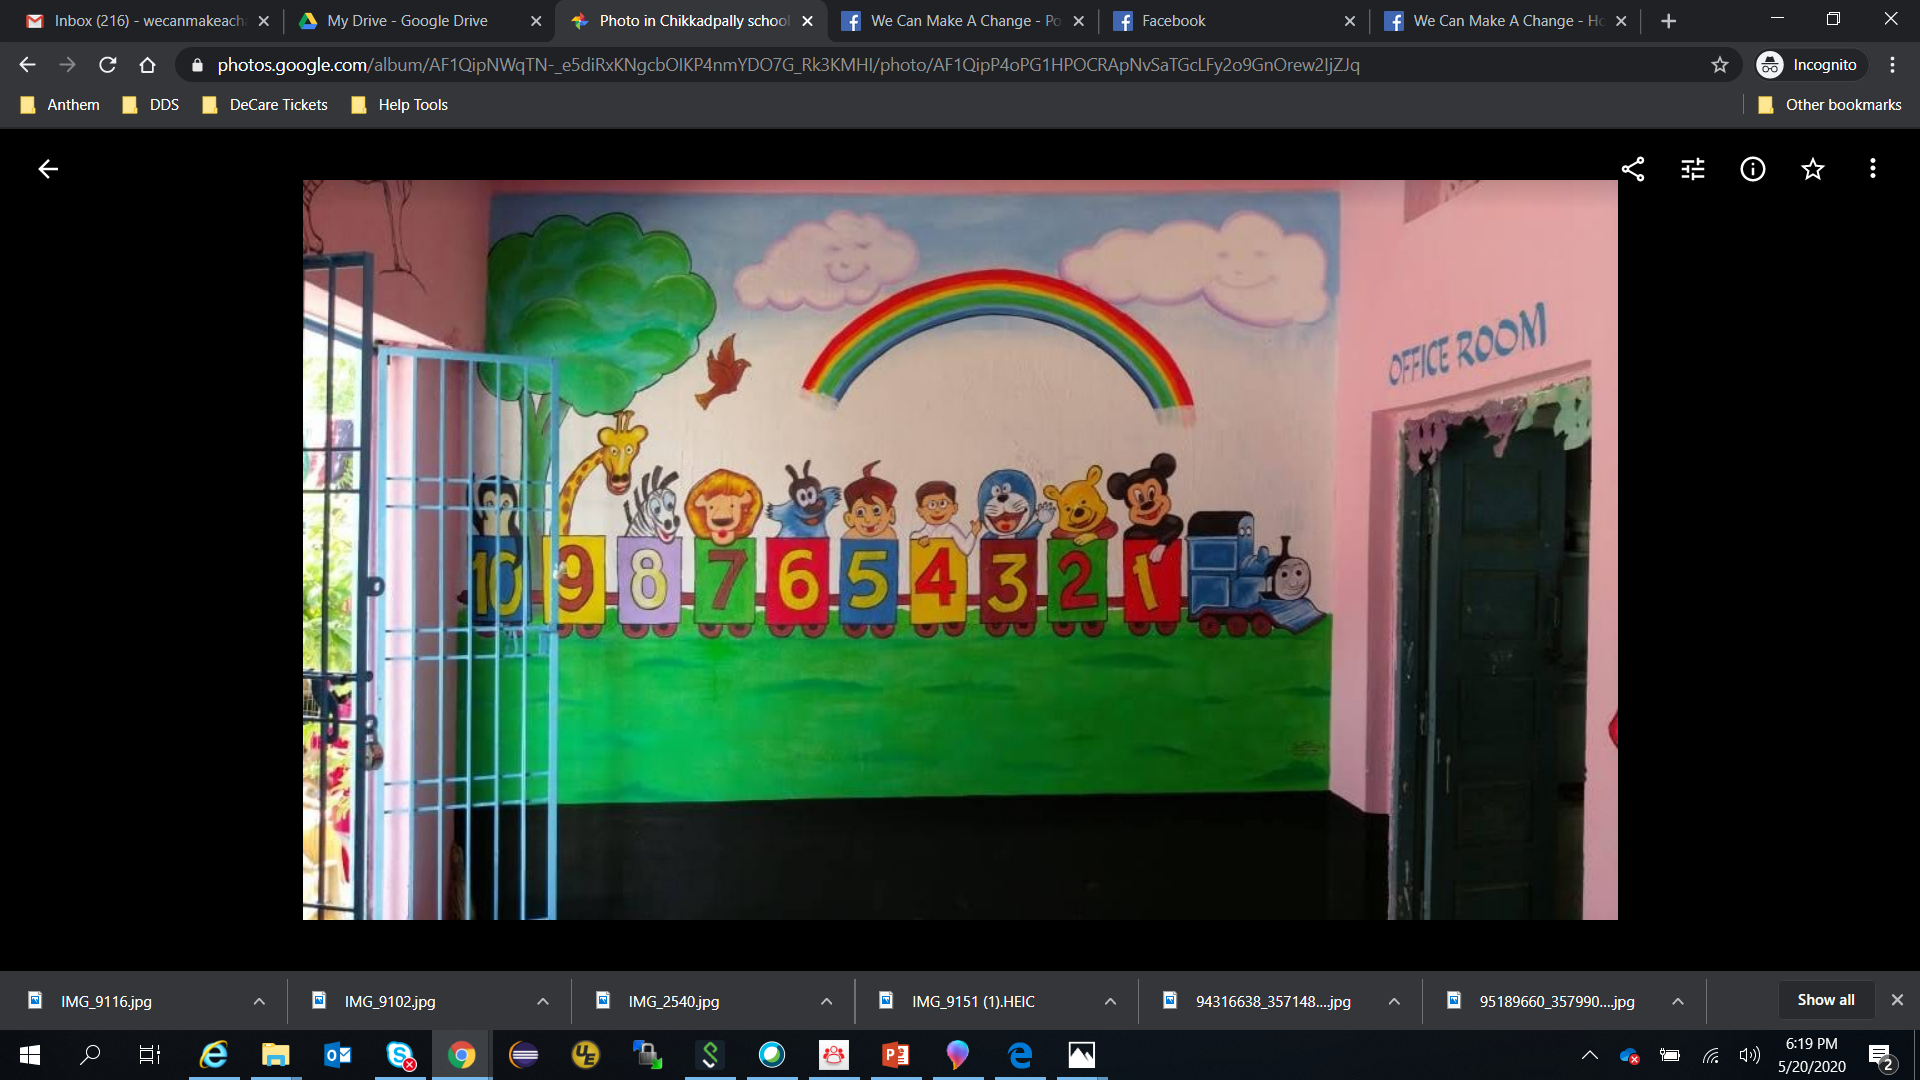 Inbox (216) - wecanmakeach
My Drive - Google Drive
Photo in Chikkadpally school
We Can Make A Change - Po
Facebook
We Can Make A Change - Ho
photos.google.com/album/AF1QipNWqTN-_e5diRxKNgcbOIKP4nmYDO7G_Rk3KMHI/photo/AF1QipP4oPG1HPOCRApNvSaTGcLFy2o9GnOrew2IjZJq
Incognito
Anthem
DDS
DeCare Tickets
Help Tools
Other bookmarks
OFFICE ROOM
10 9 8 7 6 5 4 3 2 1
IMG_9116.jpg
IMG_9102.jpg
IMG_2540.jpg
IMG_9151 (1).HEIC
94316638_357148....jpg
95189660_357990....jpg
Show all
UE
6:19 PM
5/20/2020
2